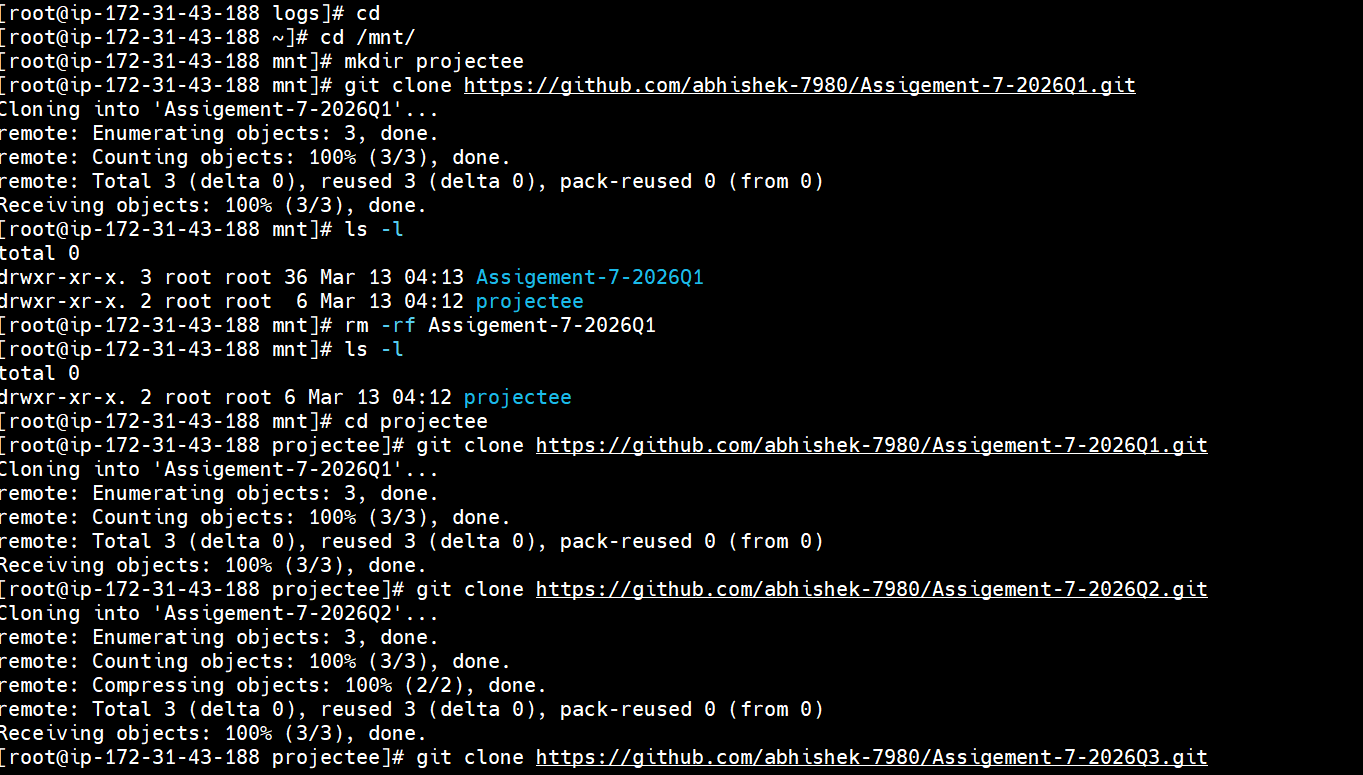 [root@ip-172-31-43-188 logs]# cd
[root@ip-172-31-43-188 ~]# cd /mnt/
[root@ip-172-31-43-188 mnt]# mkdir projectee
[root@ip-172-31-43-188 mnt]# git clone https://github.com/abhishek-7980/Assigement-7-2026Q1.git
Cloning into 'Assigement-7-2026Q1'...
remote: Enumerating objects: 3, done.
remote: Counting objects: 100% (3/3), done.
remote: Total 3 (delta 0), reused 3 (delta 0), pack-reused 0 (from 0)
Receiving objects: 100% (3/3), done.
[root@ip-172-31-43-188 mnt]# ls -l
total 0
drwxr-xr-x. 3 root root 36 Mar 13 04:13 Assigement-7-2026Q1
drwxr-xr-x. 2 root root  6 Mar 13 04:12 projectee
[root@ip-172-31-43-188 mnt]# rm -rf Assigement-7-2026Q1
[root@ip-172-31-43-188 mnt]# ls -l
total 0
drwxr-xr-x. 2 root root 6 Mar 13 04:12 projectee
[root@ip-172-31-43-188 mnt]# cd projectee
[root@ip-172-31-43-188 projectee]# git clone https://github.com/abhishek-7980/Assigement-7-2026Q1.git
Cloning into 'Assigement-7-2026Q1'...
remote: Enumerating objects: 3, done.
remote: Counting objects: 100% (3/3), done.
remote: Total 3 (delta 0), reused 3 (delta 0), pack-reused 0 (from 0)
Receiving objects: 100% (3/3), done.
[root@ip-172-31-43-188 projectee]# git clone https://github.com/abhishek-7980/Assigement-7-2026Q2.git
Cloning into 'Assigement-7-2026Q2'...
remote: Enumerating objects: 3, done.
remote: Counting objects: 100% (3/3), done.
remote: Compressing objects: 100% (2/2), done.
remote: Total 3 (delta 0), reused 3 (delta 0), pack-reused 0 (from 0)
Receiving objects: 100% (3/3), done.
[root@ip-172-31-43-188 projectee]# git clone https://github.com/abhishek-7980/Assigement-7-2026Q3.git